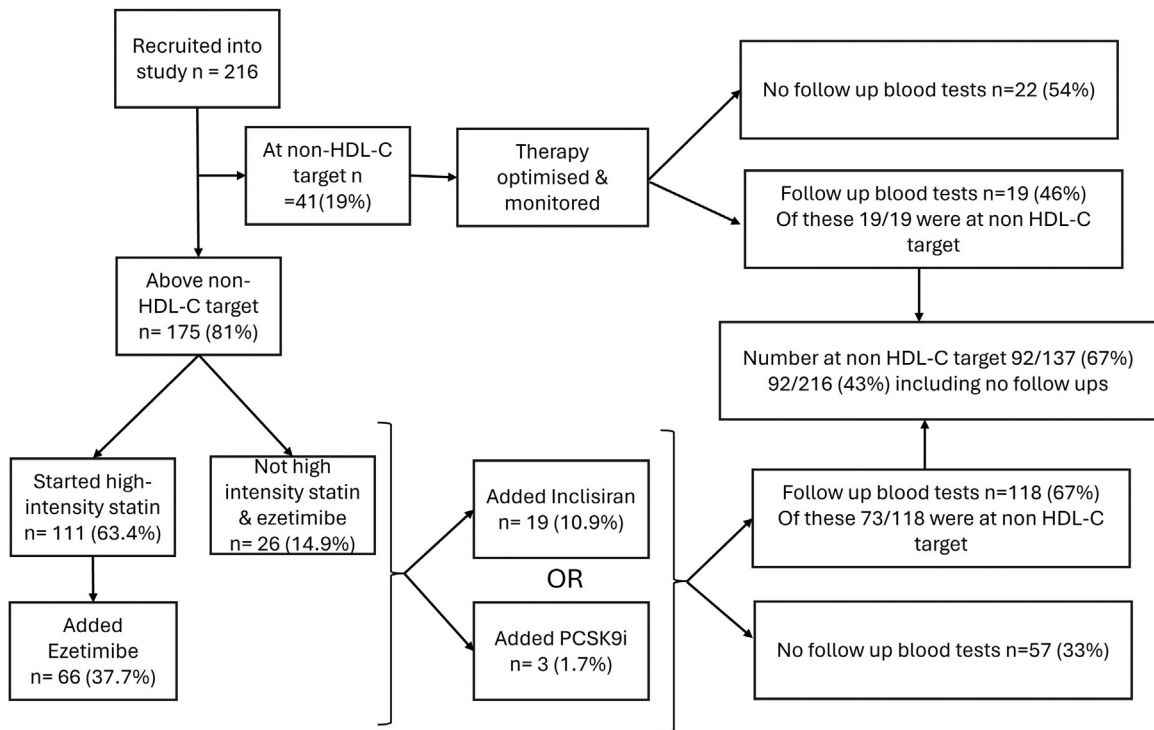 Recruited into
study n = 216
At non-HDL-C
target n
=41(19%)
Therapy
optimised &
monitored
No follow up blood tests n=22 (54%)
Follow up blood tests n=19 (46%)
Of these 19/19 were at non HDL-C
target
Above non-
HDL-C target
n= 175 (81%)
Number at non HDL-C target 92/137 (67%)
92/216 (43%) including no follow ups
Started high-
intensity statin
n= 111 (63.4%)
Not high
intensity statin
& ezetimibe
n= 26 (14.9%)
Added Ezetimibe
n= 66 (37.7%)
Added Inclisiran
n= 19 (10.9%)
OR
Added PCSK9i
n= 3 (1.7%)
Follow up blood tests n=118 (67%)
Of these 73/118 were at non HDL-C
target
No follow up blood tests n=57 (33%)